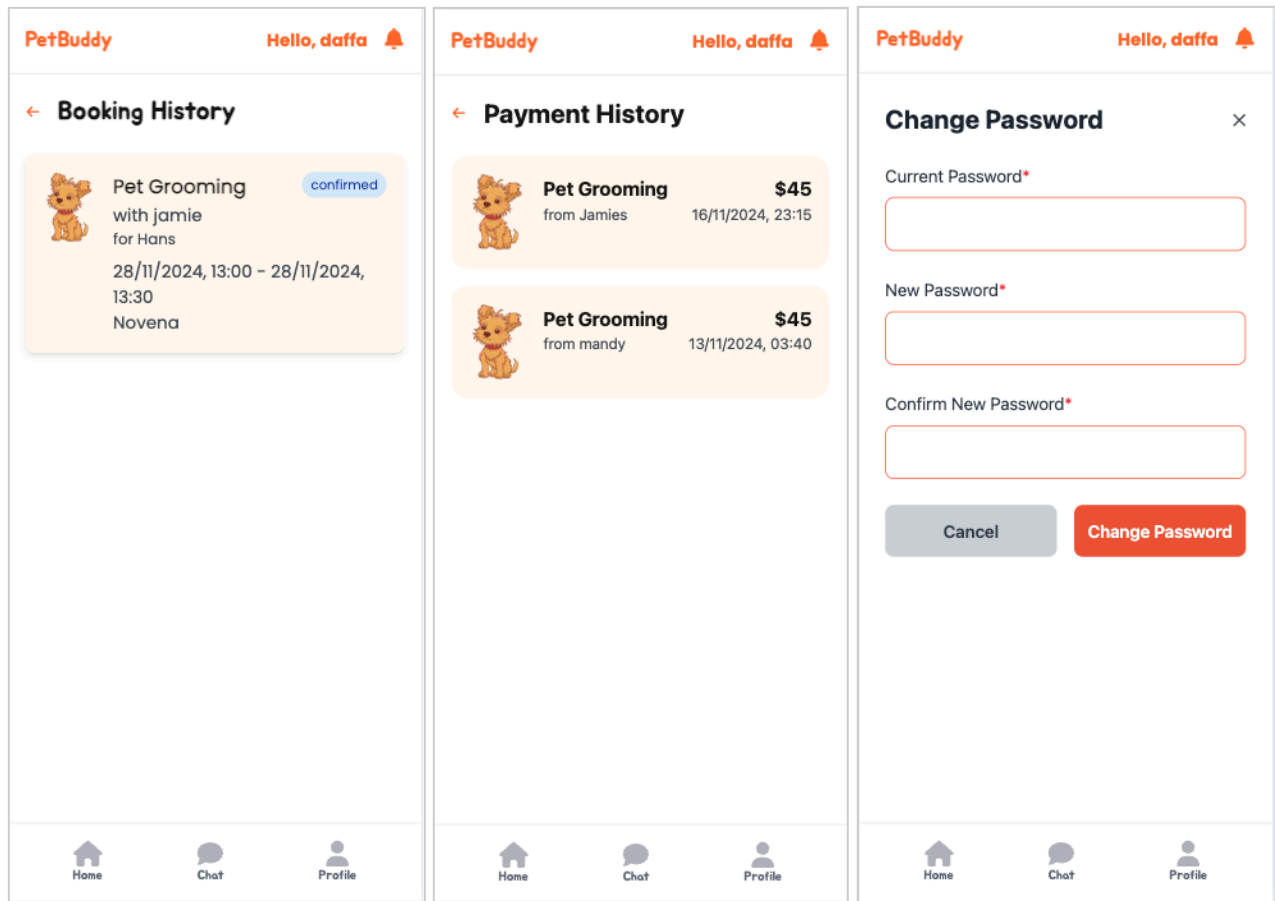 PetBuddy
Hello, daffa
Booking History
Pet Grooming
confirmed
with jamie
for Hans
28/11/2024, 13:00 - 28/11/2024,
13:30
Novena
Home
Chat
Profile
PetBuddy
Hello, daffa
Payment History
Pet Grooming
$45
from Jamies
16/11/2024, 23:15
Pet Grooming
$45
from mandy
13/11/2024, 03:40
Home
Chat
Profile
PetBuddy
Hello, daffa
Change Password
Current Password*
New Password*
Confirm New Password*
Cancel
Change Password
Home
Chat
Profile